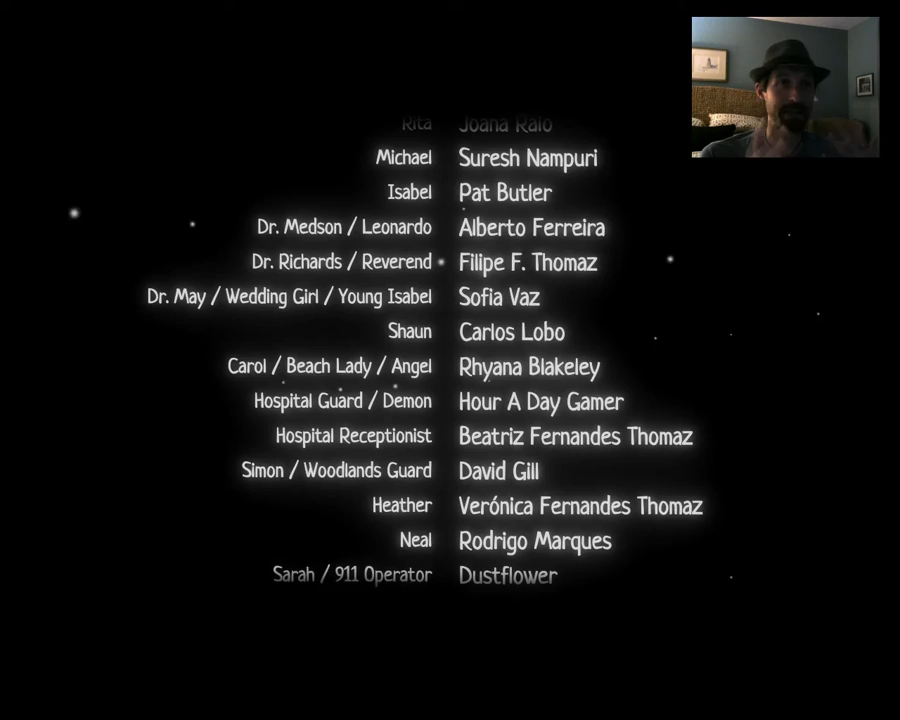 Rita Joana Ralo
Michael Suresh Nampuri
Isabel Pat Butler
Dr. Medson / Leonardo Alberto Ferreira
Dr. Richards / Reverend Filipe F. Thomaz
Dr. May / Wedding Girl / Young Isabel Sofia Vaz
Shaun Carlos Lobo
Carol / Beach Lady / Angel Rhyana Blakeley
Hospital Guard / Demon Hour A Day Gamer
Hospital Receptionist Beatriz Fernandes Thomaz
Simon / Woodlands Guard David Gill
Heather Verónica Fernandes Thomaz
Neal Rodrigo Marques
Sarah / 911 Operator Dustflower